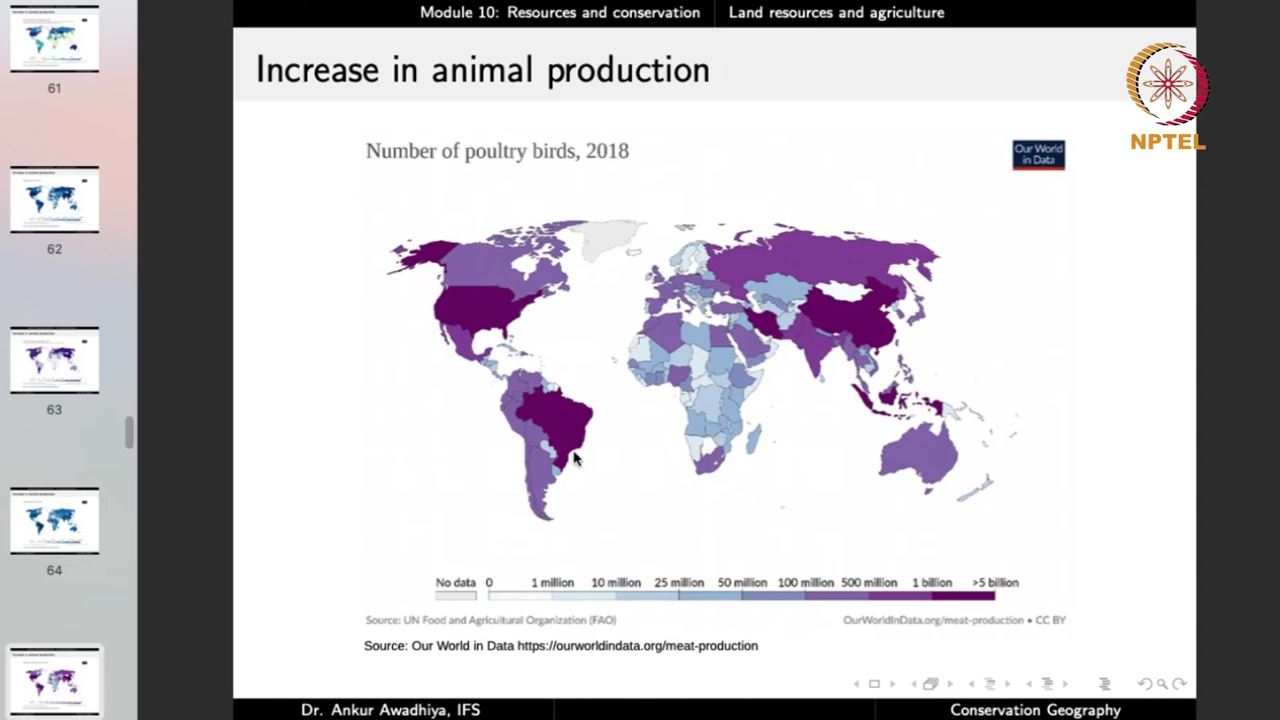 Module 10: Resources and conservation Land resources and agriculture
Increase in animal production
NPTEL
Number of poultry birds, 2018
Our World
in Data
No data 0 1 million 10 million 25 million 50 million 100 million 500 million 1 billion >5 billion
Source: UN Food and Agricultural Organization (FAO) OurWorldInData.org/meat-production • CC BY
Source: Our World in Data https://ourworldindata.org/meat-production
Dr. Ankur Awadhiya, IFS Conservation Geography
61
62
63
64